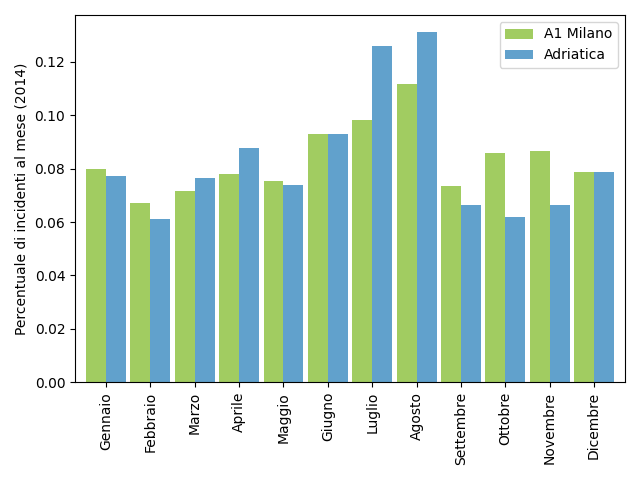 A1 Milano
Adriatica
Percentuale di incidenti al mese (2014)
0.12
0.10
0.08
0.06
0.04
0.02
0.00
Gennaio
Febbraio
Marzo
Aprile
Maggio
Giugno
Luglio
Agosto
Settembre
Ottobre
Novembre
Dicembre